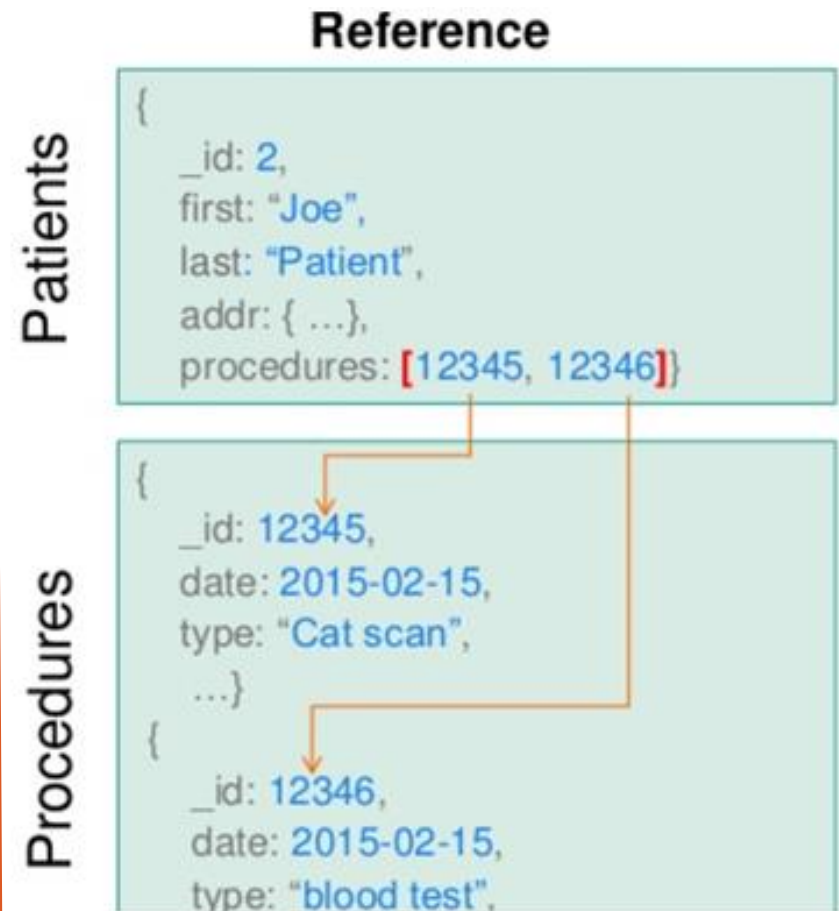 Reference
Patients
{
_id: 2,
first: “Joe”,
last: “Patient”,
addr: { ...},
procedures: [12345, 12346]}
Procedures
{
_id: 12345,
date: 2015-02-15,
type: “Cat scan”,
...}
{
_id: 12346,
date: 2015-02-15,
type: “blood test”,